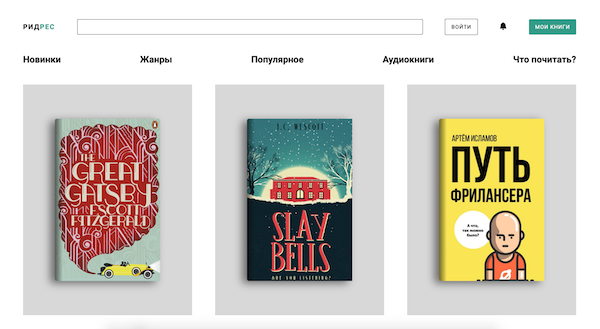 РИДРЕС
ВОЙТИ
МОИ КНИГИ
Новинки
Жанры
Популярное
Аудиокниги
Что почитать?
THE
GREAT
GATSBY
F SCOTT
FITZGERALD
T.C. WESCOTT
SLAY
BELLS
ARE YOU LISTENING?
АРТЁМ ИСЛАМОВ
ПУТЬ
ФРИЛАНСЕРА
А что,
так можно
было?